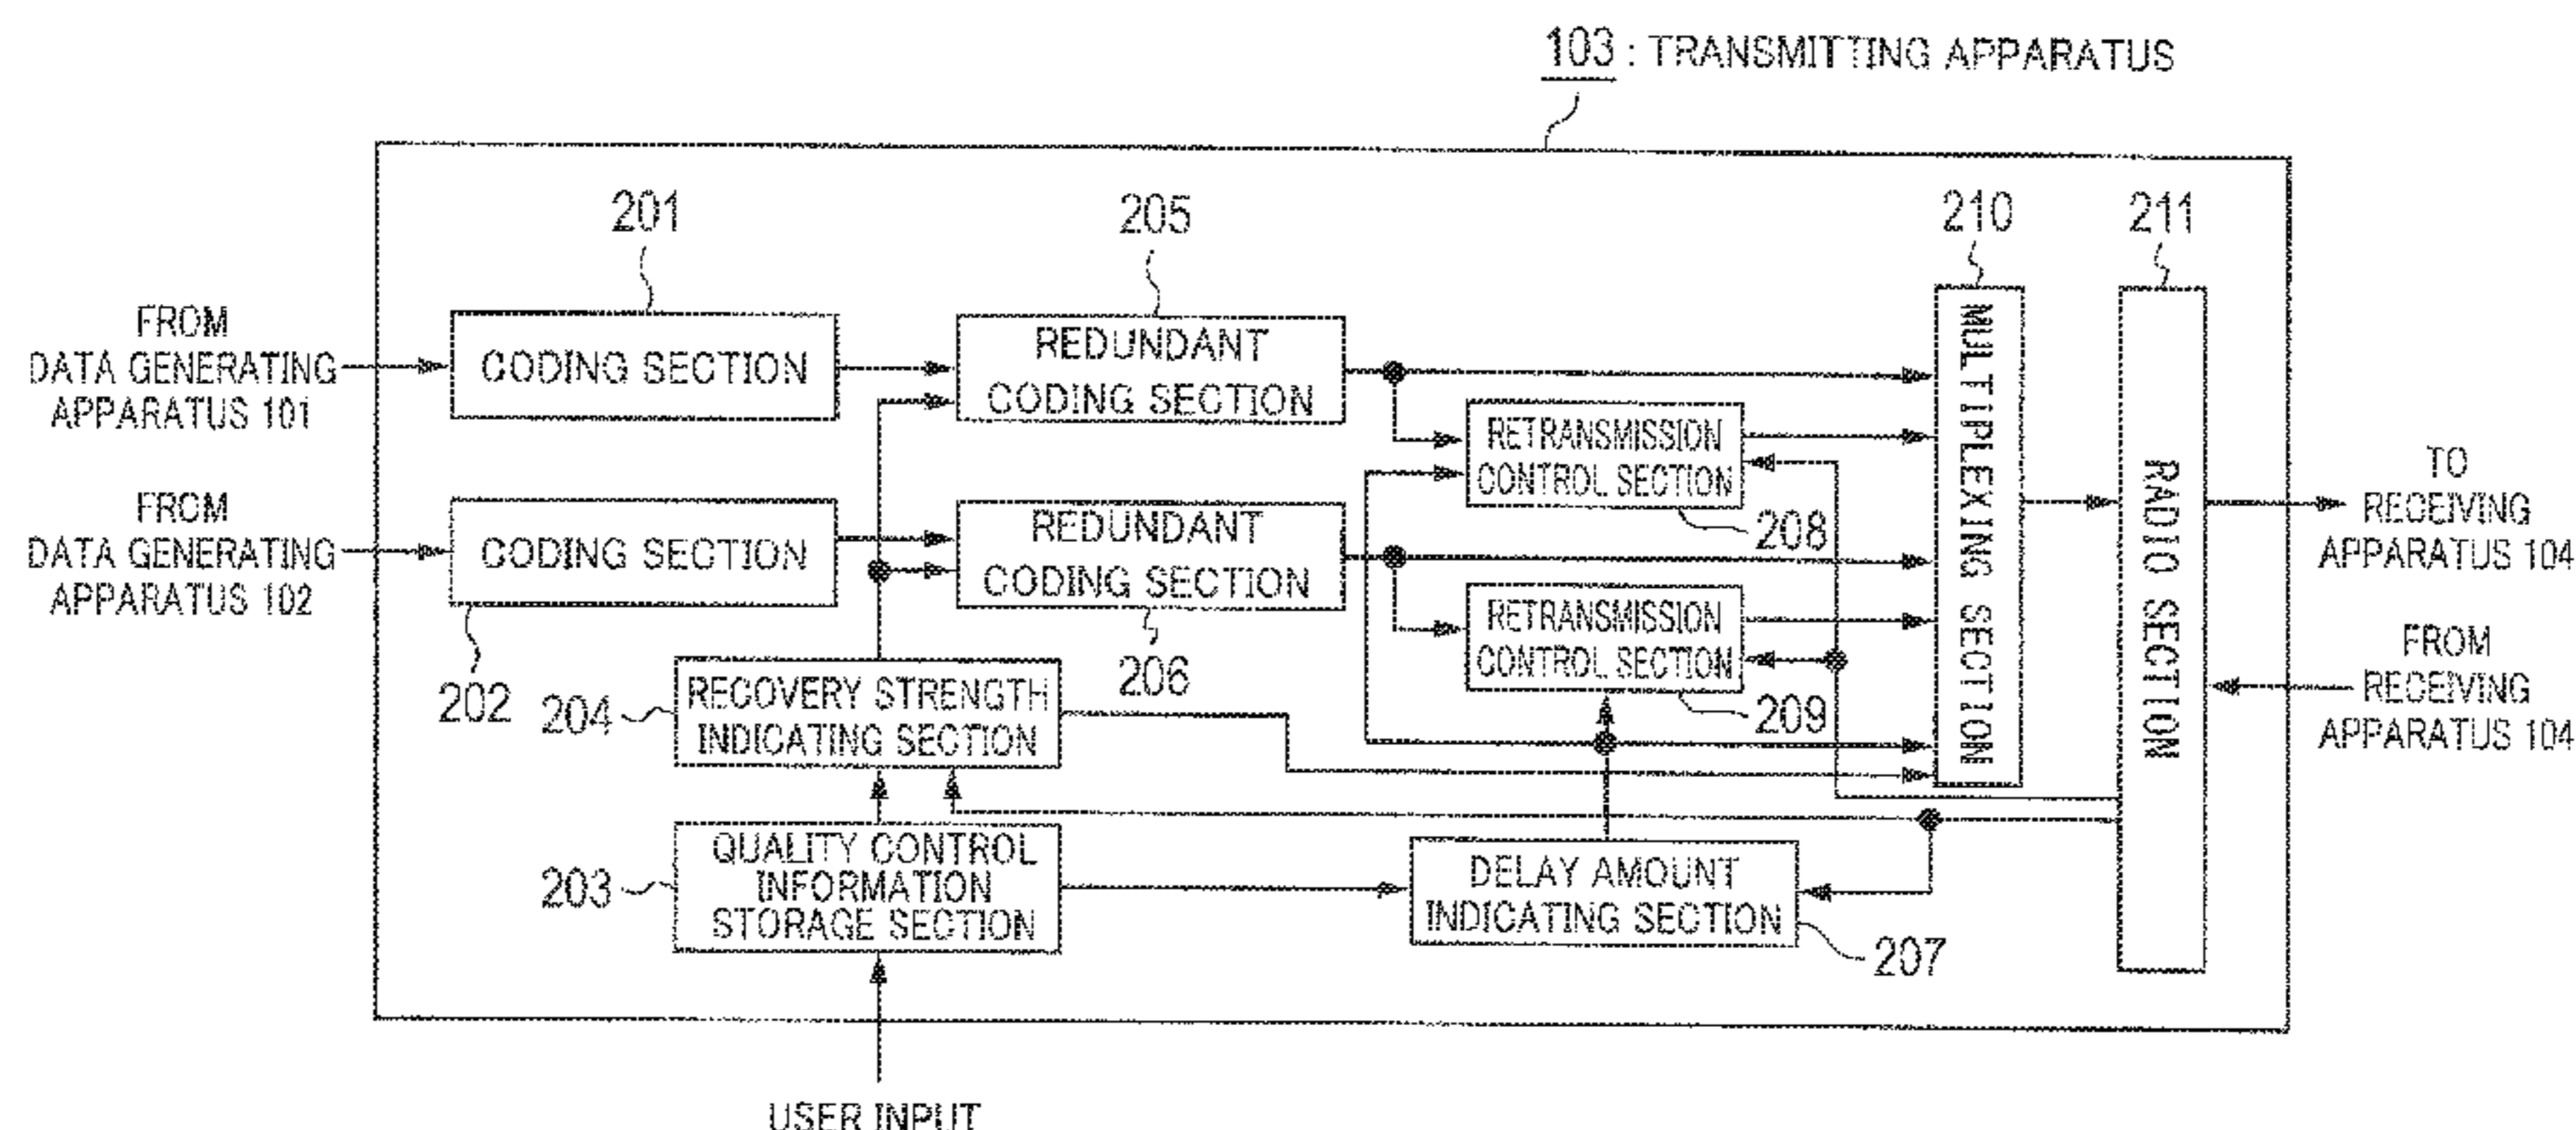 103 : TRANSMITTING APPARATUS
201
205
210
211
FROM
DATA GENERATING
APPARATUS 101
CODING SECTION
REDUNDANT
CODING SECTION
RETRANSMISSION
CONTROL SECTION
208
MULTIPLEXING SECTION
RADIO SECTION
TO
RECEIVING
APPARATUS 104
FROM
DATA GENERATING
APPARATUS 102
CODING SECTION
202
REDUNDANT
CODING SECTION
206
RETRANSMISSION
CONTROL SECTION
209
FROM
RECEIVING
APPARATUS 104
204
RECOVERY STRENGTH
INDICATING SECTION
203
QUALITY CONTROL
INFORMATION
STORAGE SECTION
DELAY AMOUNT
INDICATING SECTION
207
USER INPUT